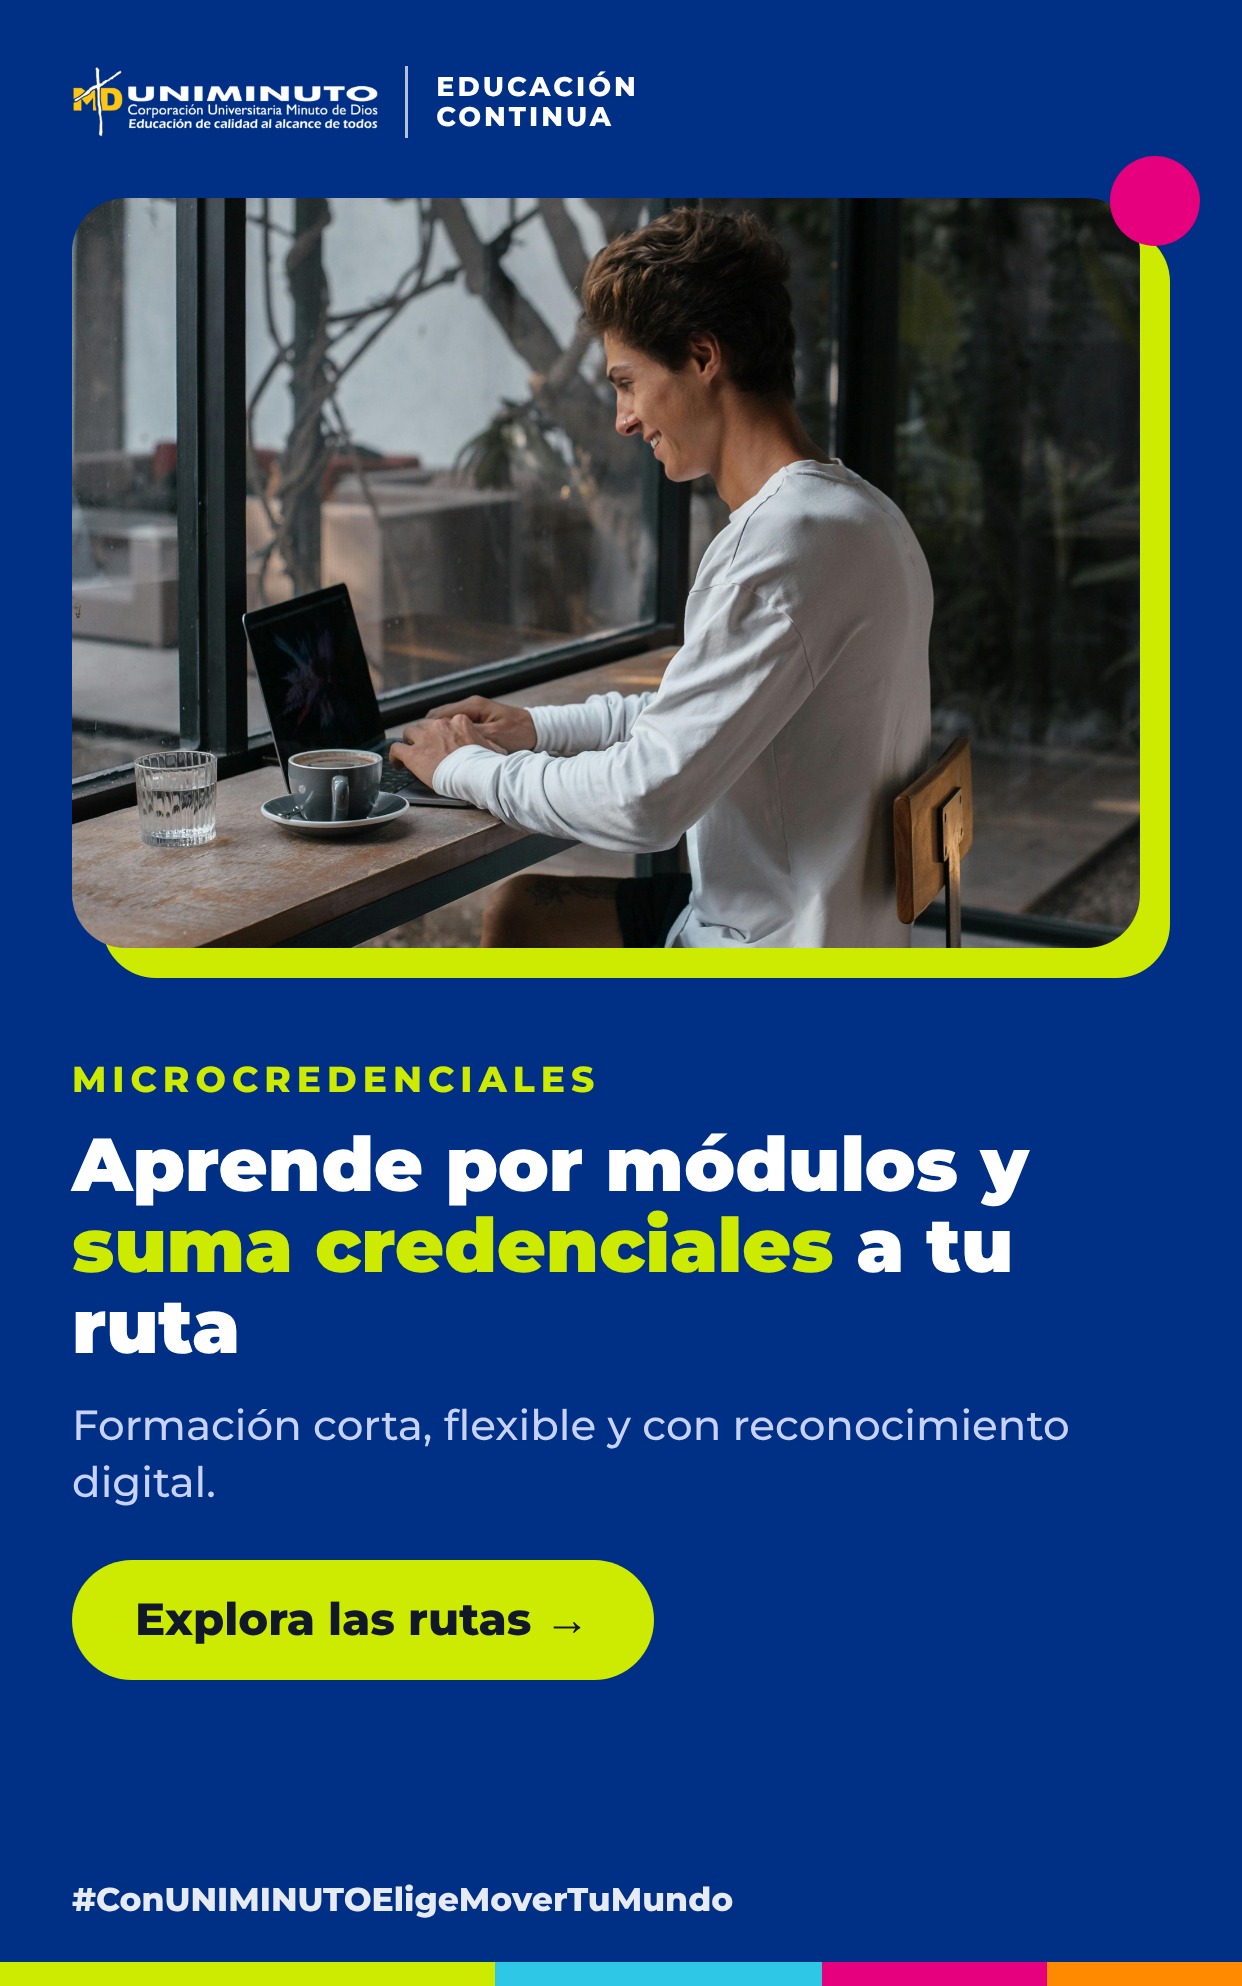 MD UNIMINUTO
Corporación Universitaria Minuto de Dios
Educación de calidad al alcance de todos
EDUCACIÓN
CONTINUA
MICROCREDENCIALES
Aprende por módulos y
suma credenciales a tu
ruta
Formación corta, flexible y con reconocimiento
digital.
Explora las rutas →
#ConUNIMINUTOEligeMoverTuMundo